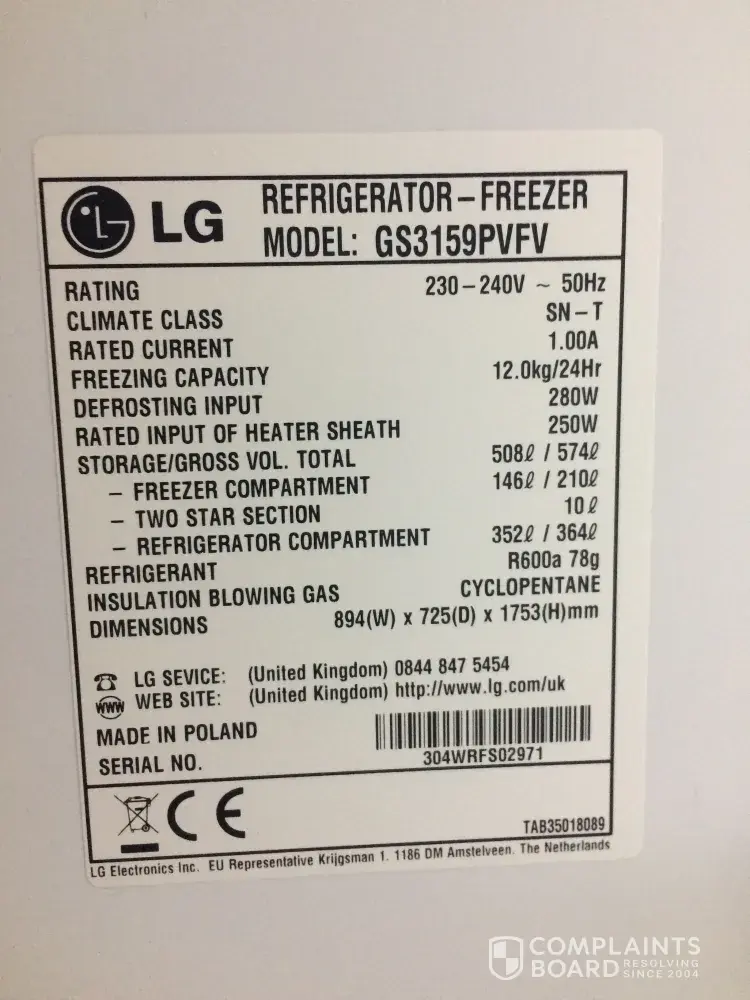 LG REFRIGERATOR – FREEZER
MODEL: GS3159PVFV
RATING 230 – 240V ~ 50Hz
CLIMATE CLASS SN – T
RATED CURRENT 1.00A
FREEZING CAPACITY 12.0kg/24Hr
DEFROSTING INPUT 280W
RATED INPUT OF HEATER SHEATH 250W
STORAGE/GROSS VOL. TOTAL 508ℓ / 574ℓ
– FREEZER COMPARTMENT 146ℓ / 210ℓ
– TWO STAR SECTION 10ℓ
– REFRIGERATOR COMPARTMENT 352ℓ / 364ℓ
REFRIGERANT R600a 78g
INSULATION BLOWING GAS CYCLOPENTANE
DIMENSIONS 894(W) x 725(D) x 1753(H)mm
LG SEVICE: (United Kingdom) 0844 847 5454
WWW WEB SITE: (United Kingdom) http://www.lg.com/uk
MADE IN POLAND
SERIAL NO. 304WRFS02971
CE TAB35018089
LG Electronics Inc. EU Representative Krijgsman 1. 1186 DM Amstelveen. The Netherlands
COMPLAINTS
BOARD RESOLVING
SINCE 2004